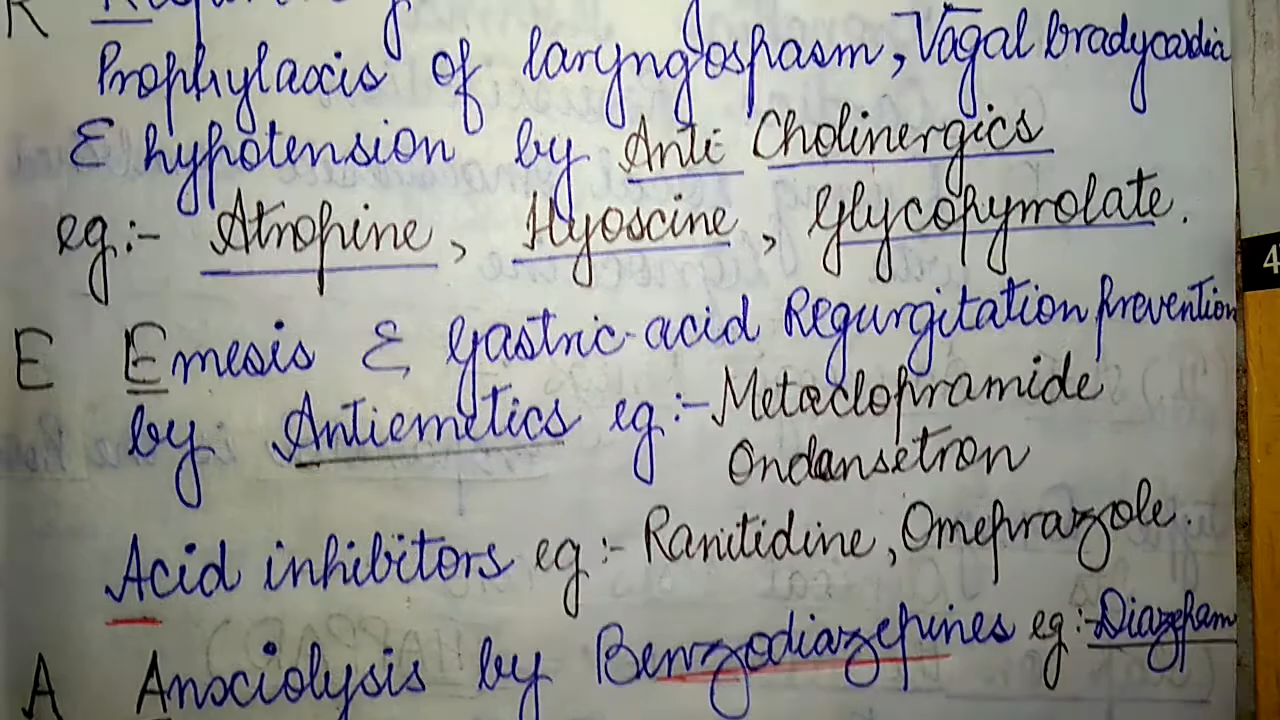 R
Prophylaxis of laryngospasm, Vagal bradycardia
& hypotension by Anti Cholinergics
eg:- Atropine, Hyoscine, Glycopyrrolate.
E Emesis & gastric acid Regurgitation prevention
by Antiemetics eg:- Metoclopramide
Ondansetron
Acid inhibitors eg:- Ranitidine, Omeprazole.
A Anxiolysis by Benzodiazepines eg:- Diazepam
4